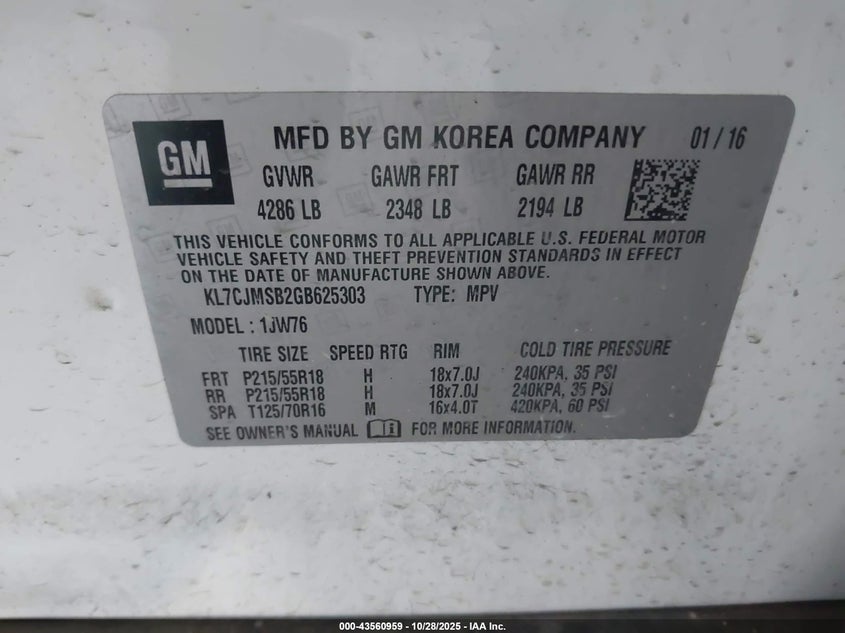 GM
MFD BY GM KOREA COMPANY 01 / 16
GVWR GAWR FRT GAWR RR
4286 LB 2348 LB 2194 LB
THIS VEHICLE CONFORMS TO ALL APPLICABLE U.S. FEDERAL MOTOR
VEHICLE SAFETY AND THEFT PREVENTION STANDARDS IN EFFECT
ON THE DATE OF MANUFACTURE SHOWN ABOVE.
KL7CJMSB2GB625303 TYPE: MPV
MODEL : 1JW76
TIRE SIZE SPEED RTG RIM COLD TIRE PRESSURE
FRT P215/55R18 H 18x7.0J 240KPA, 35 PSI
RR P215/55R18 H 18x7.0J 240KPA, 35 PSI
SPA T125/70R16 M 16x4.0T 420KPA, 60 PSI
SEE OWNER'S MANUAL FOR MORE INFORMATION.
000-43560959 - 10/28/2025 - IAA Inc.